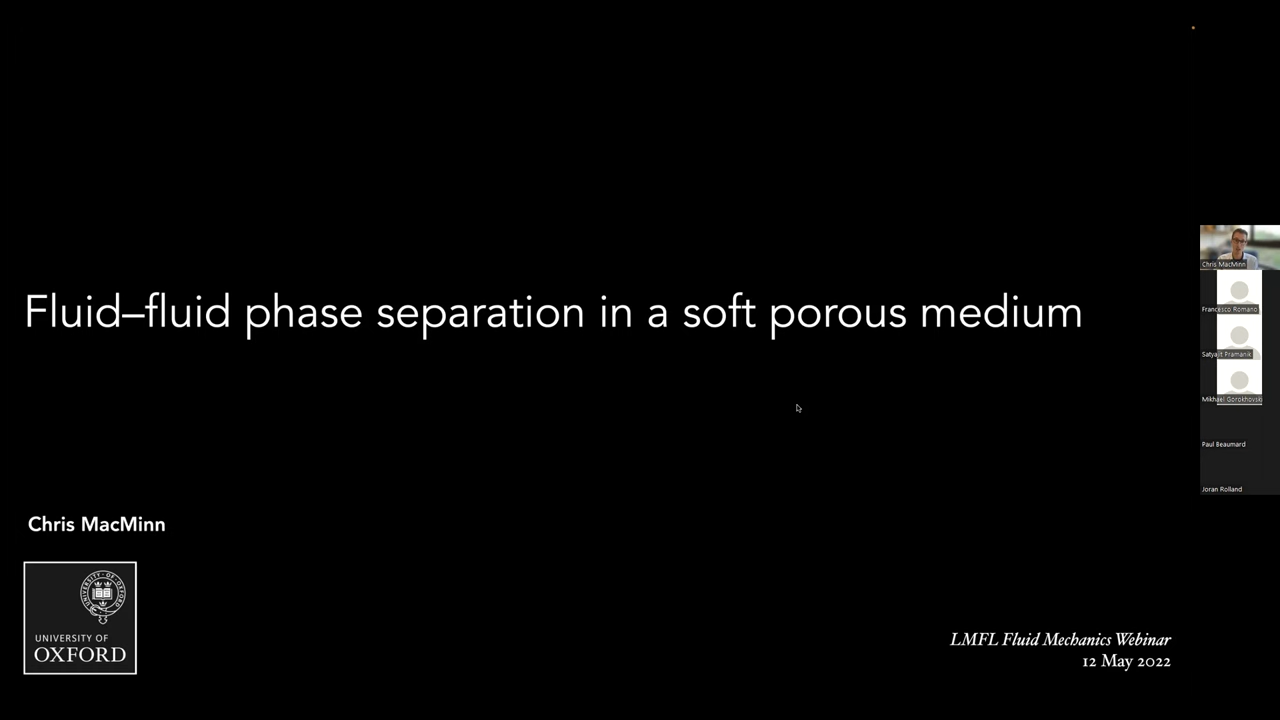 Fluid–fluid phase separation in a soft porous medium
Chris MacMinn
UNIVERSITY OF
OXFORD
LMFL Fluid Mechanics Webinar
12 May 2022
Chris MacMinn
Francesco Romano
Satyajit Pramanik
Mikhael Gorokhovski
Paul Beaumard
Joran Rolland